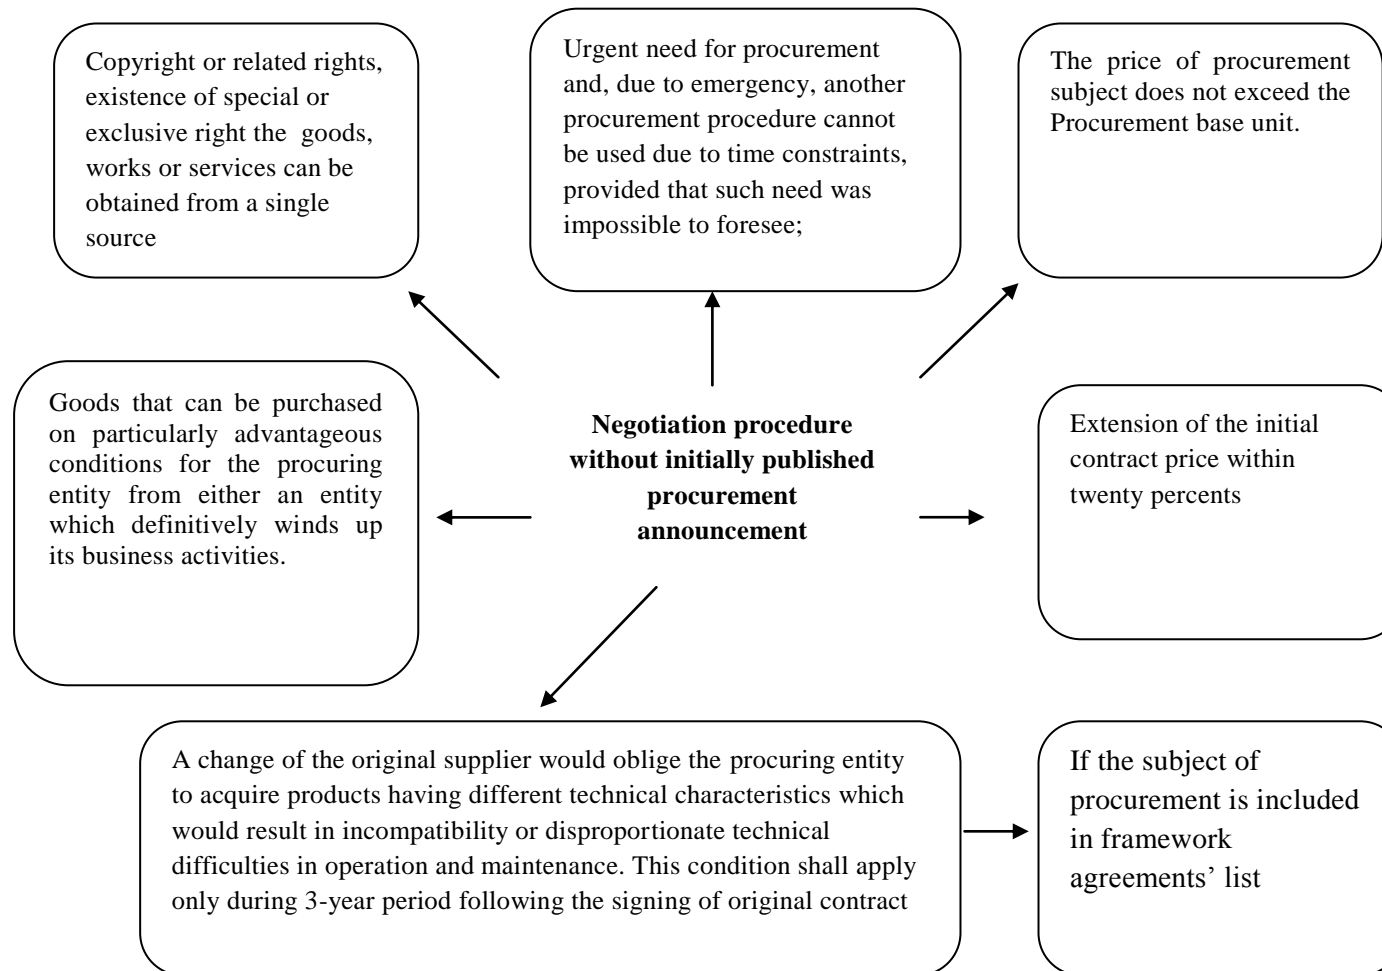 Copyright or related rights,
existence of special or
exclusive right the goods,
works or services can be
obtained from a single
source
Urgent need for procurement
and, due to emergency, another
procurement procedure cannot
be used due to time constraints,
provided that such need was
impossible to foresee;
The price of procurement
subject does not exceed the
Procurement base unit.
Goods that can be purchased
on particularly advantageous
conditions for the procuring
entity from either an entity
which definitively winds up
its business activities.
Negotiation procedure
without initially published
procurement
announcement
Extension of the initial
contract price within
twenty percents
A change of the original supplier would oblige the procuring entity
to acquire products having different technical characteristics which
would result in incompatibility or disproportionate technical
difficulties in operation and maintenance. This condition shall apply
only during 3-year period following the signing of original contract
If the subject of
procurement is included
in framework
agreements’ list